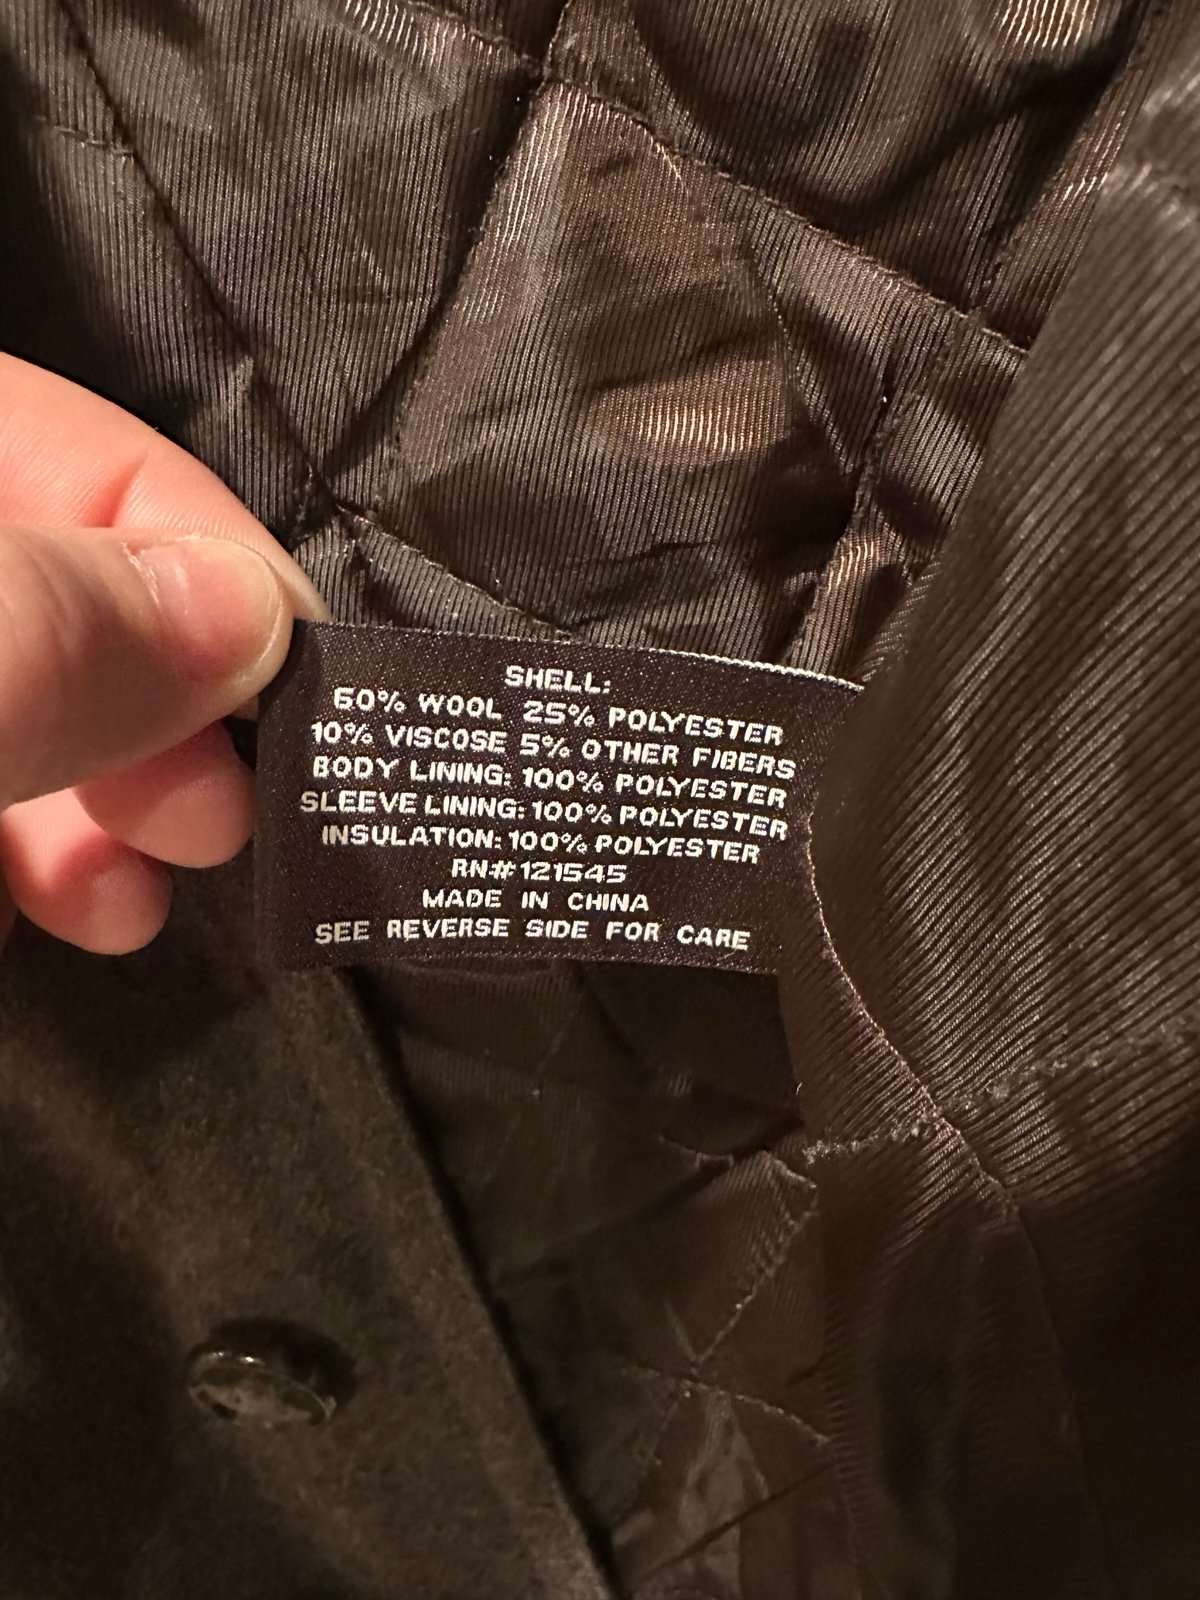 SHELL:
60% WOOL 25% POLYESTER
10% VISCOSE 5% OTHER FIBERS
BODY LINING: 100% POLYESTER
SLEEVE LINING: 100% POLYESTER
INSULATION: 100% POLYESTER
RN# 121545
MADE IN CHINA
SEE REVERSE SIDE FOR CARE